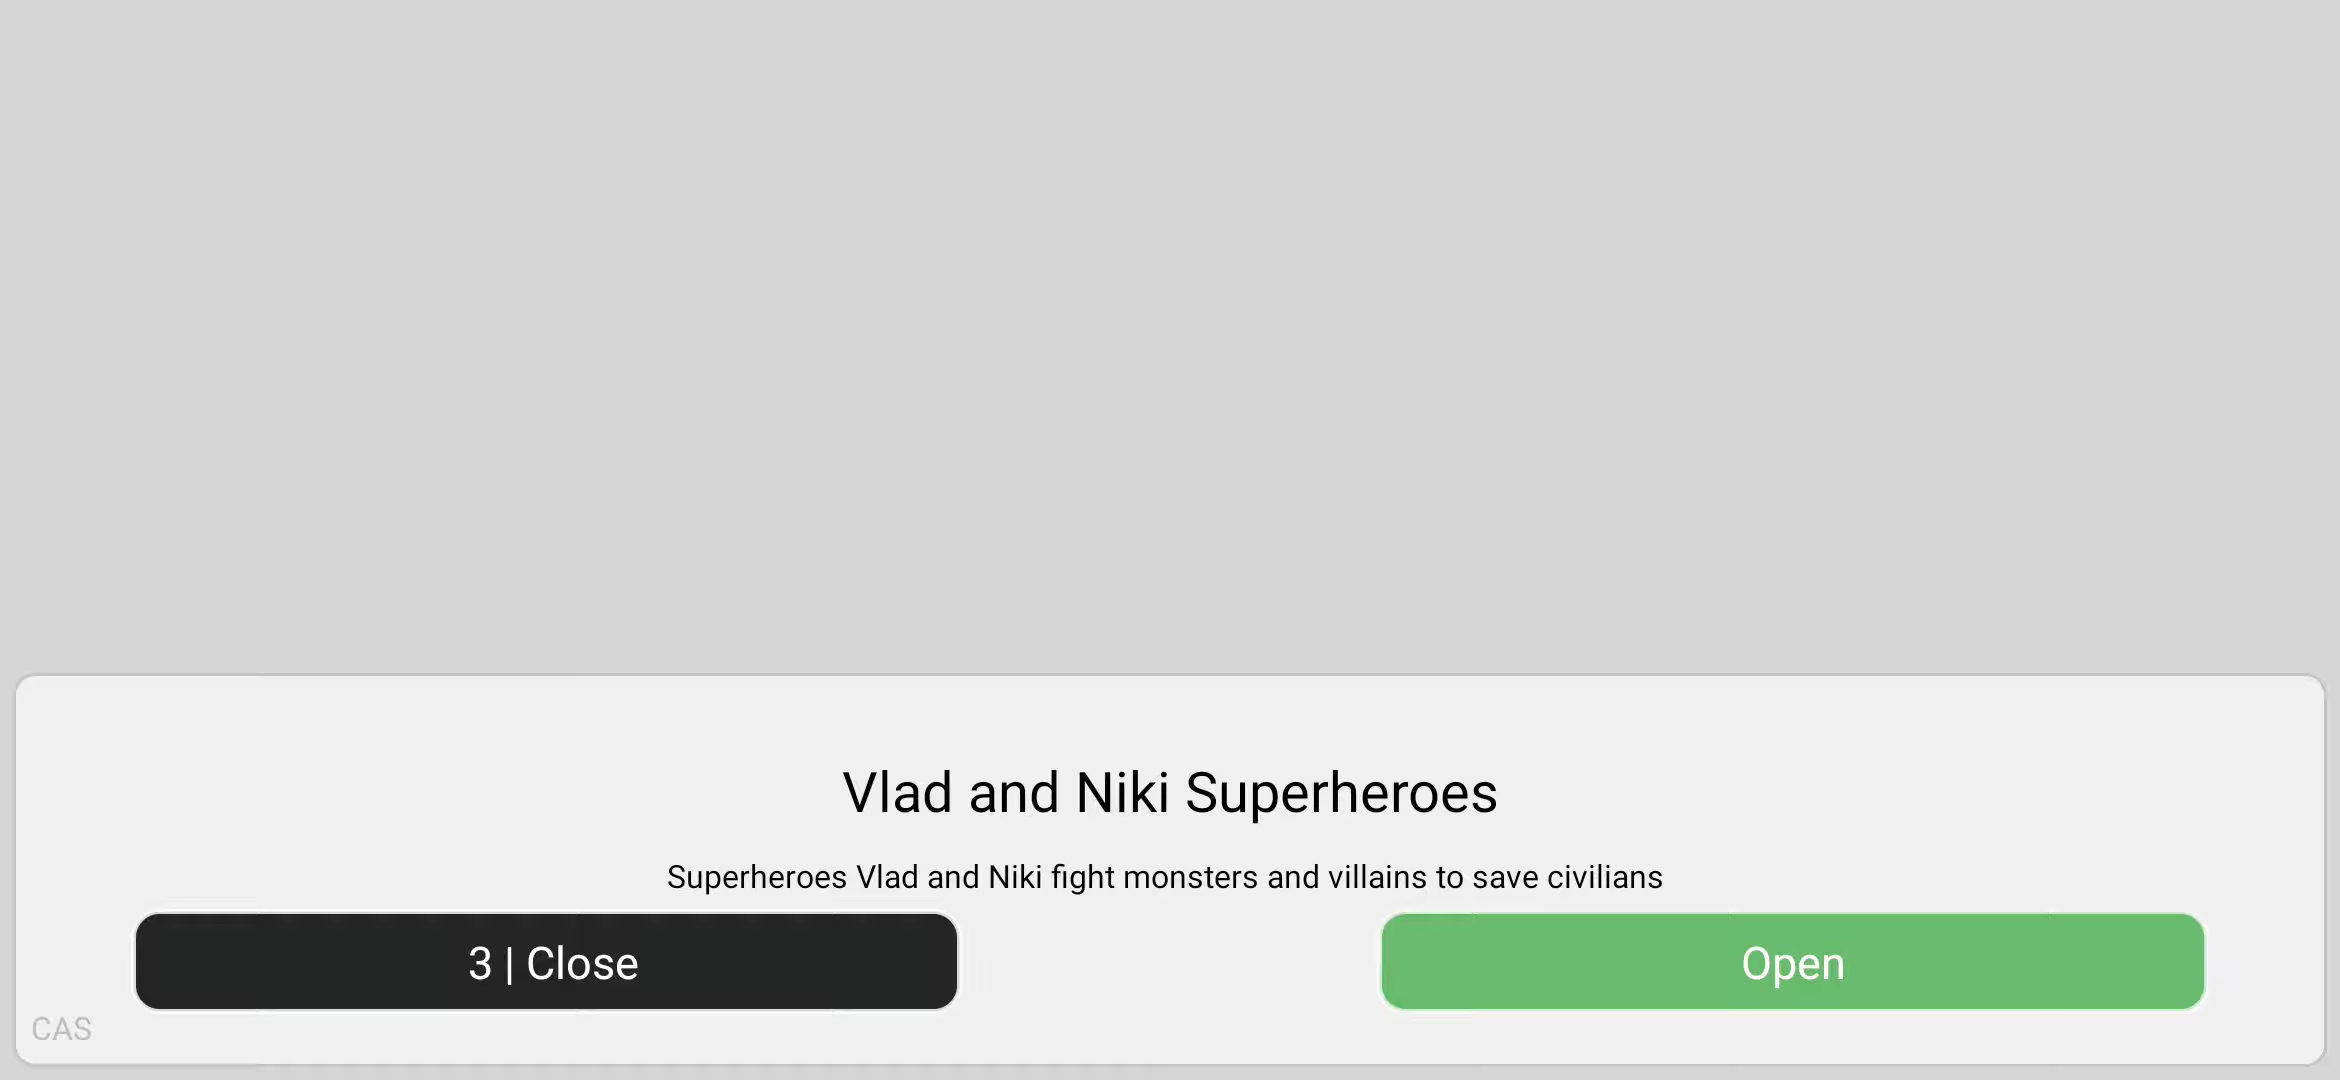 Vlad and Niki Superheroes
Superheroes Vlad and Niki fight monsters and villains to save civilians
3 | Close
Open
CAS